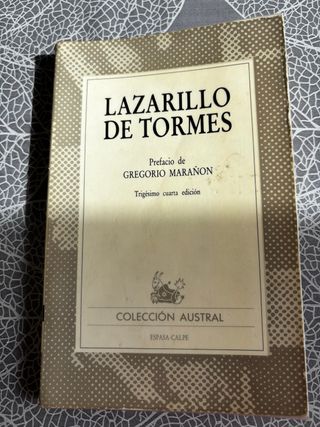 LAZARILLO
DE TORMES
Prefacio de
GREGORIO MARAÑON
Trigésimo cuarta edición
COLECCIÓN AUSTRAL
ESPASA-CALPE